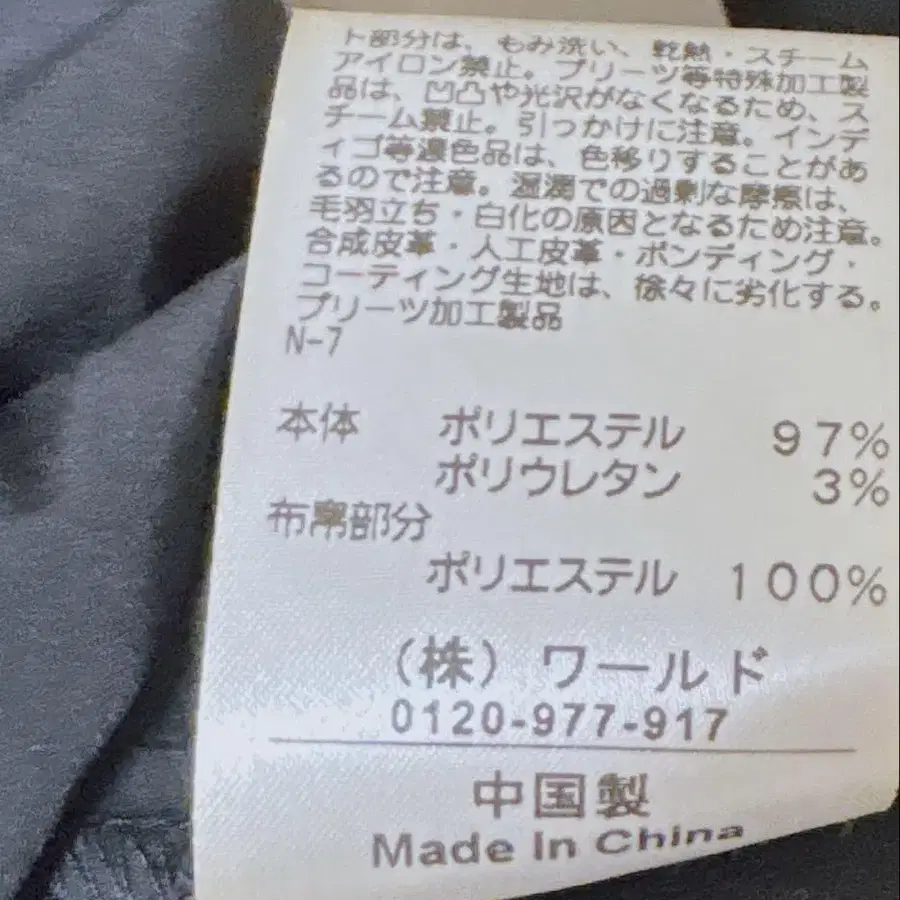 ト部分は、もみ洗い、乾熱・スチーム
アイロン禁止。プリーツ等特殊加工製
品は、凹凸や光沢がなくなるため、ス
チーム禁止。引っかけに注意。インデ
ィゴ等濃色品は、色移りすることがあ
るので注意。湿潤での過剰な摩擦は、
毛羽立ち・白化の原因となるため注意。
合成皮革・人工皮革・ボンディング・
コーティング生地は、徐々に劣化する。
プリーツ加工製品
N-7
本体 ポリエステル 97%
ポリウレタン 3%
布帛部分
ポリエステル 100%
（株）ワールド
0120-977-917
中国製
Made In China